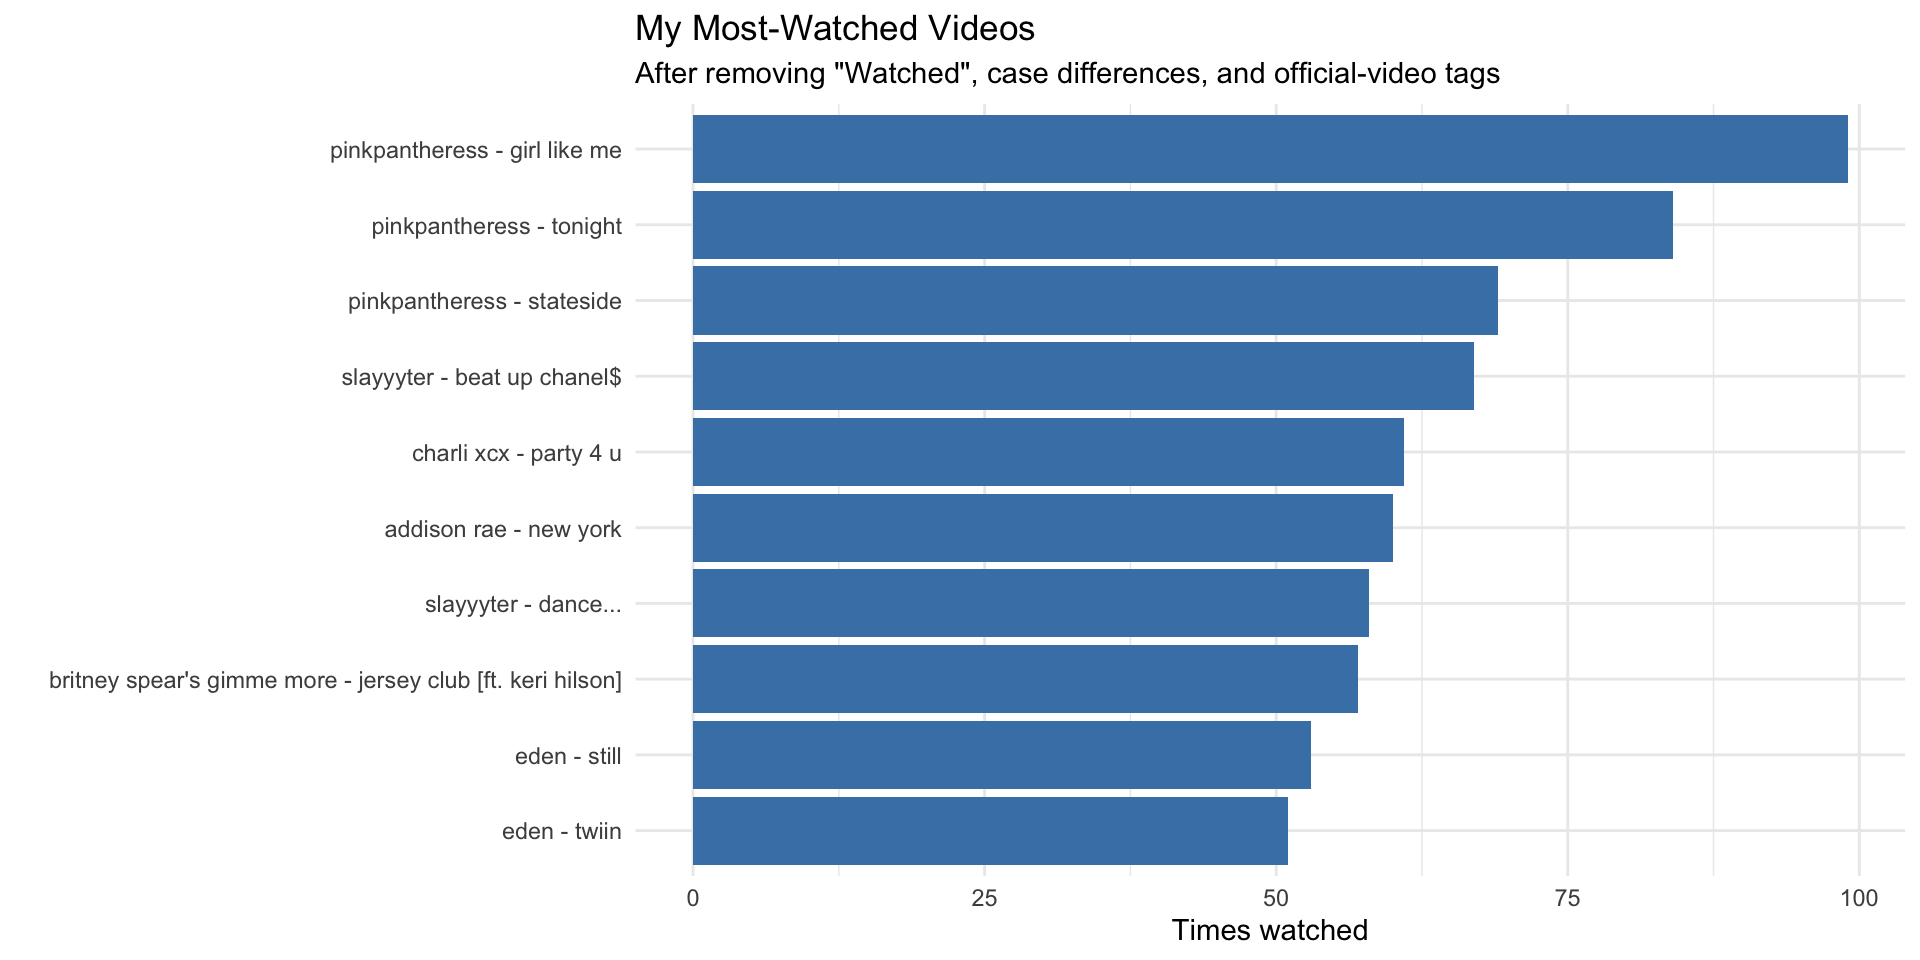 My Most-Watched Videos
After removing "Watched", case differences, and official-video tags
pinkpantheress - girl like me
pinkpantheress - tonight
pinkpantheress - stateside
slayyyter - beat up chanel$
charli xcx - party 4 u
addison rae - new york
slayyyter - dance...
britney spear's gimme more - jersey club [ft. keri hilson]
eden - still
eden - twiin
0 25 50 75 100
Times watched